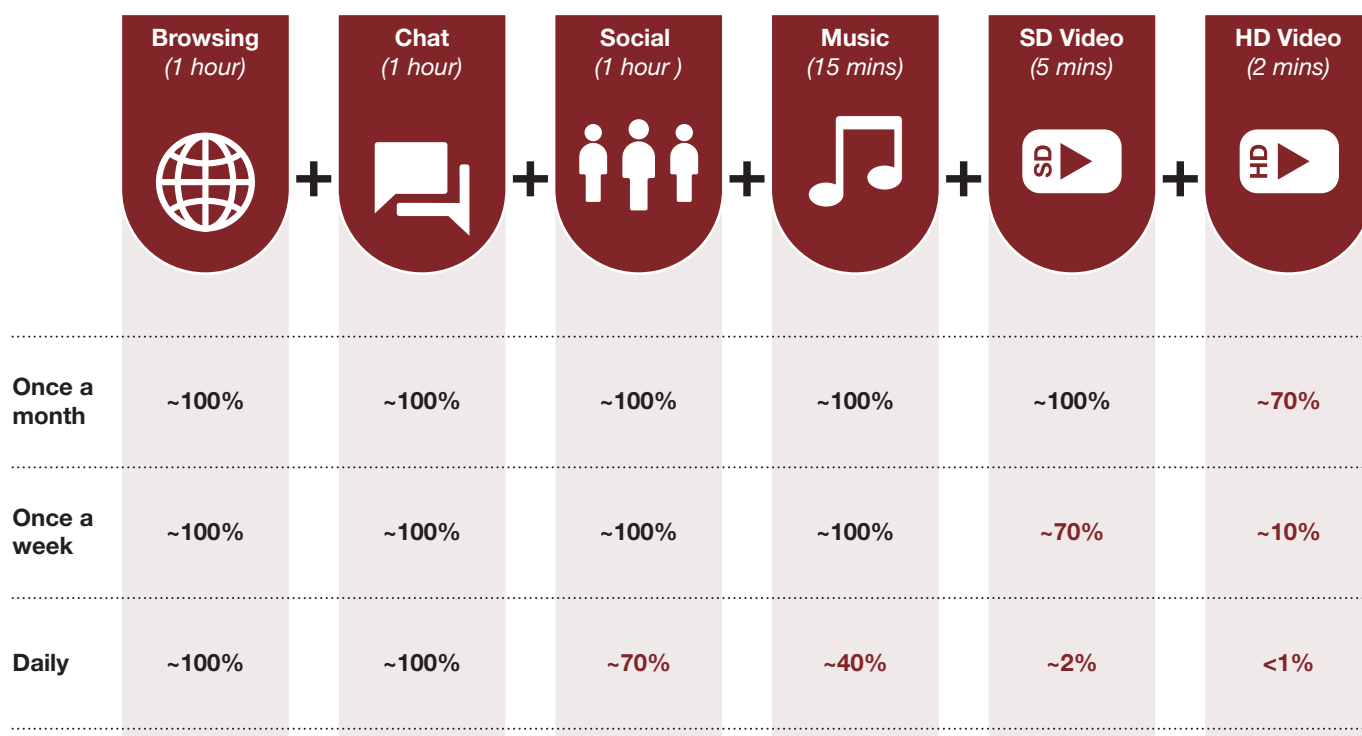 Browsing
(1 hour)
Chat
(1 hour)
Social
(1 hour )
Music
(15 mins)
SD Video
(5 mins)
HD Video
(2 mins)
+ + + + +
SD
HD
Once a
month
~100% ~100% ~100% ~100% ~100% ~70%
Once a
week
~100% ~100% ~100% ~100% ~70% ~10%
Daily ~100% ~100% ~70% ~40% ~2% <1%